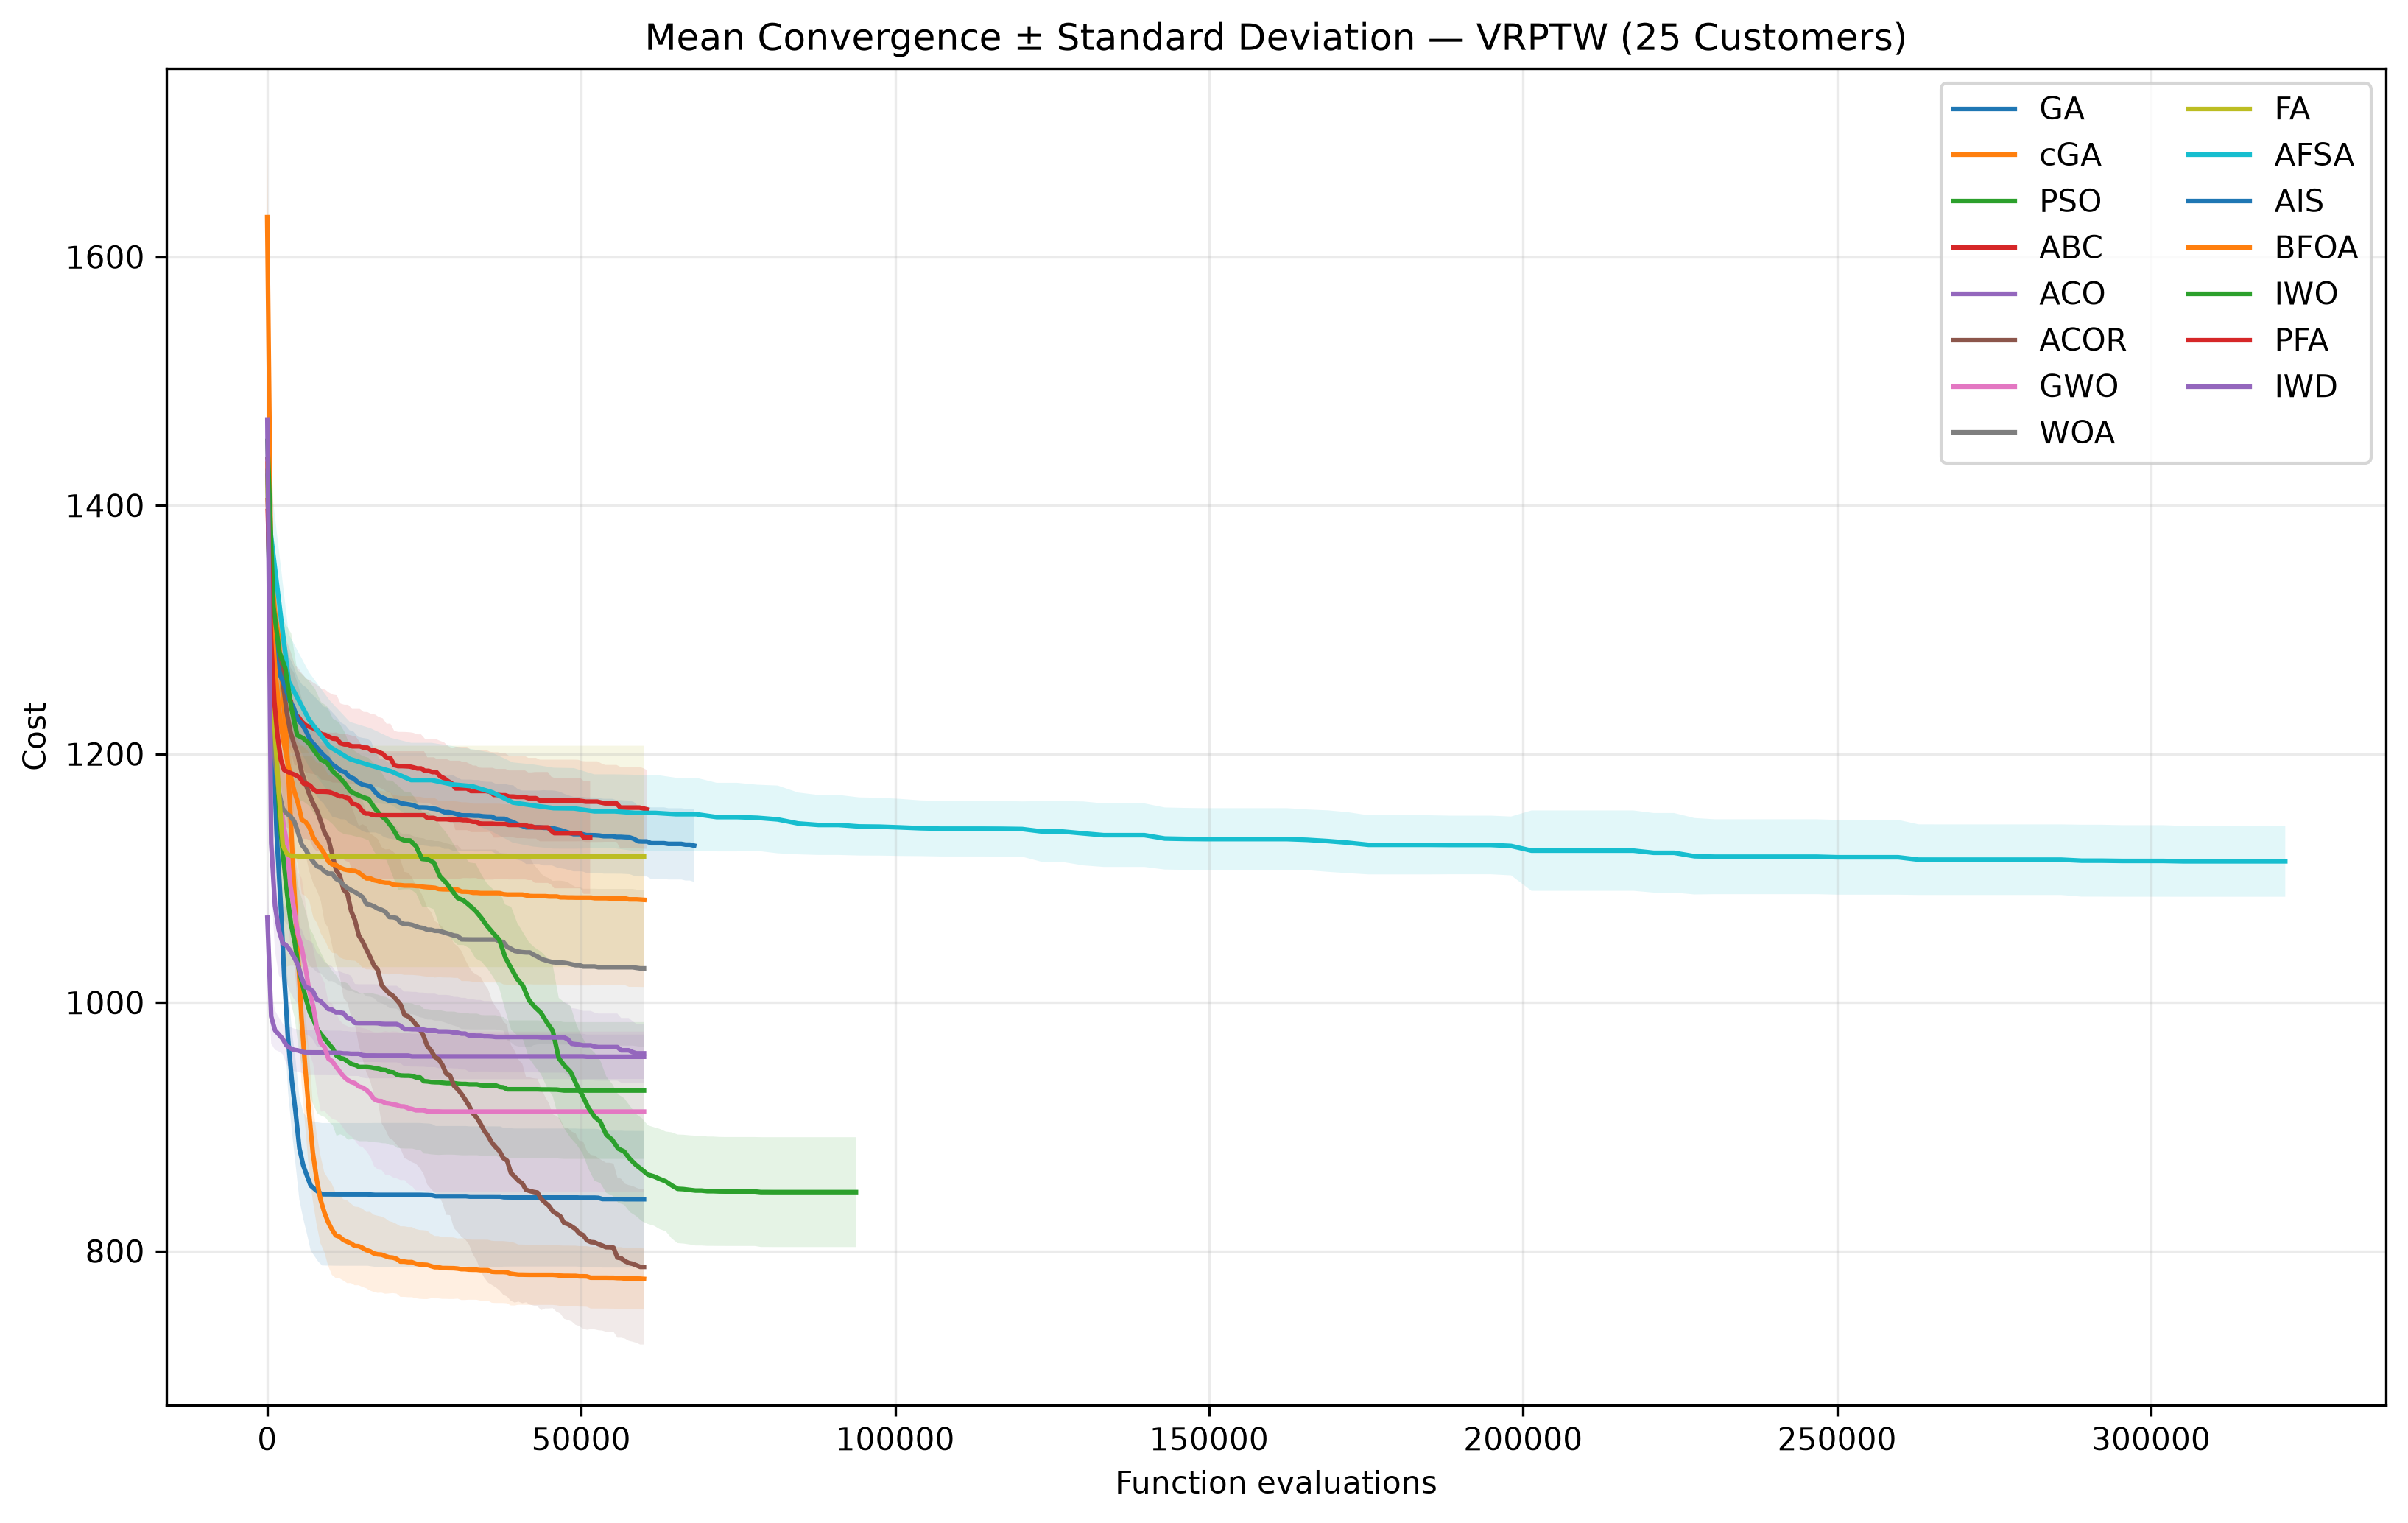 Mean Convergence ± Standard Deviation — VRPTW (25 Customers)
GA
cGA
PSO
ABC
ACO
ACOR
GWO
WOA
FA
AFSA
AIS
BFOA
IWO
PFA
IWD
Cost
1600
1400
1200
1000
800
0
50000
100000
150000
200000
250000
300000
Function evaluations